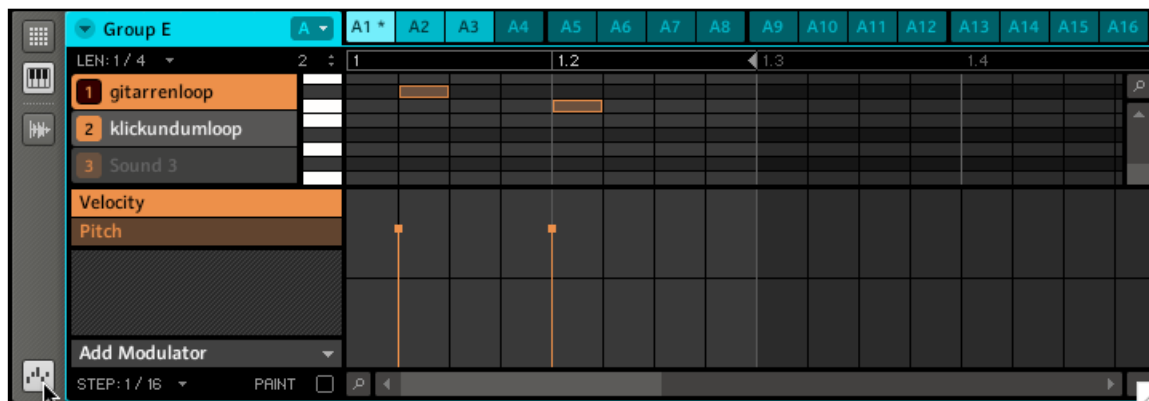 Group E A A1 * A2 A3 A4 A5 A6 A7 A8 A9 A10 A11 A12 A13 A14 A15 A16
LEN: 1 / 4 2 1 1.2 1.3 1.4
1 gitarrenloop
2 klickundumloop
3 Sound 3
Velocity
Pitch
Add Modulator
STEP: 1 / 16 PAINT